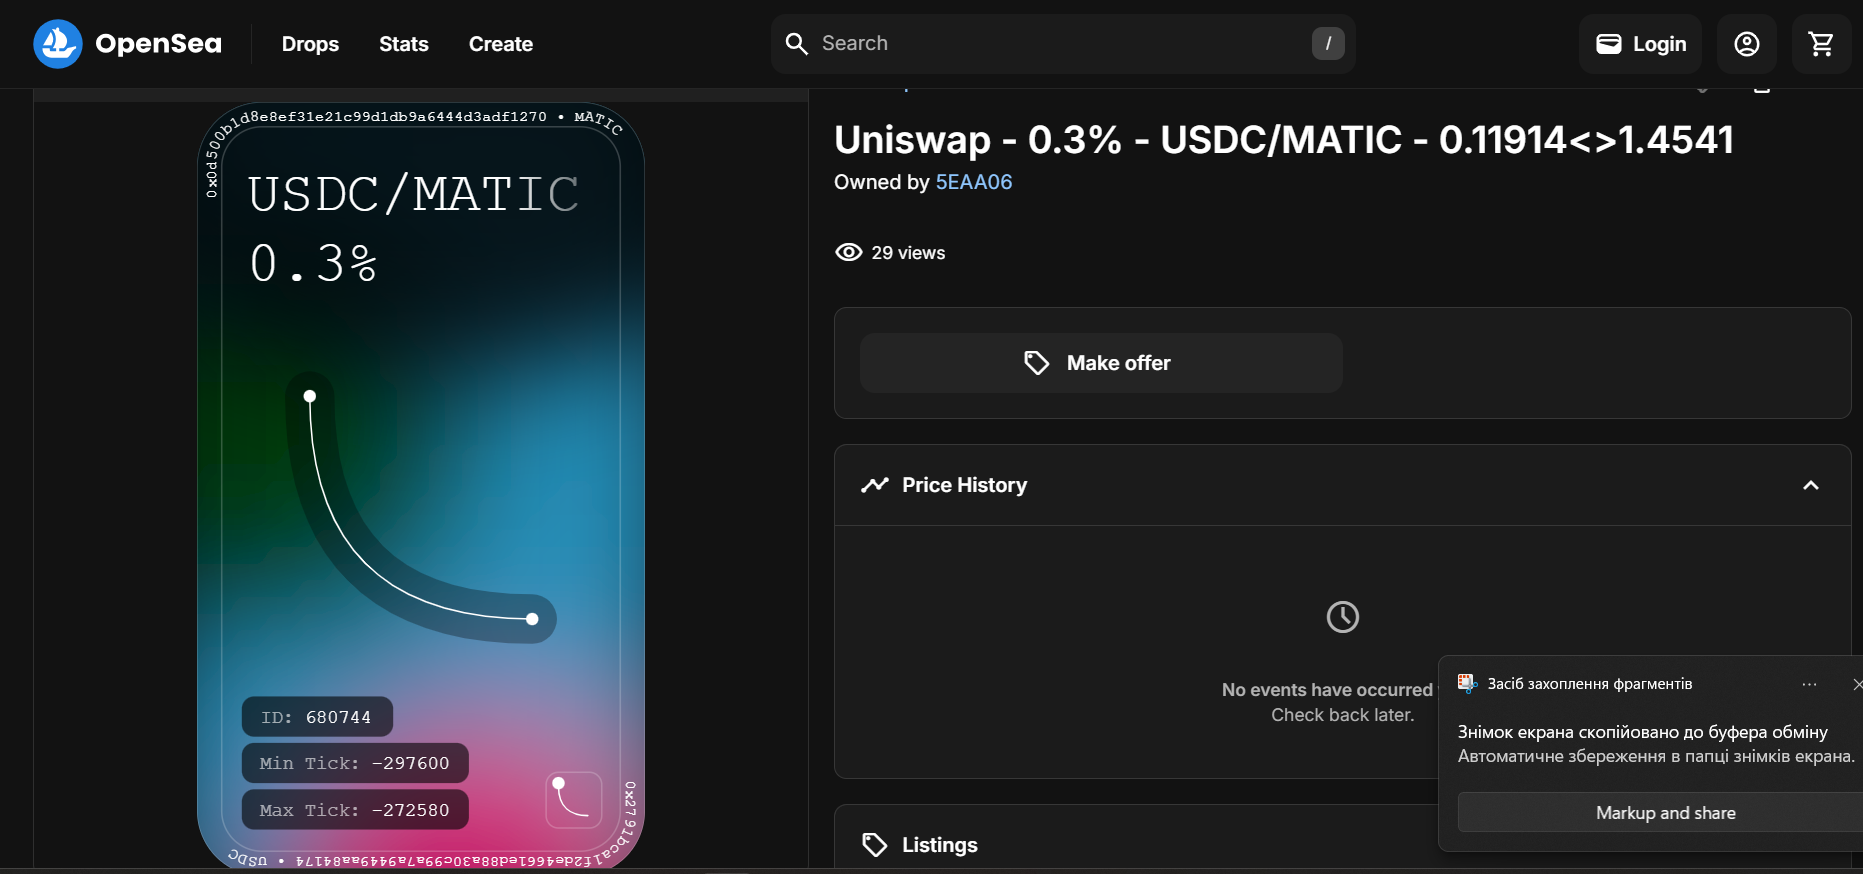 OpenSea
Drops
Stats
Create
Search
/
Login
0x0d500b1d8e8ef31e21c99d1db9a6444d3adf1270 • MATIC
USDC/MATIC
0.3%
ID: 680744
Min Tick: -297600
Max Tick: -272580
0x2791bca1f2de4661ed88a30c99a7a9449aa84174 • USDC
Uniswap - 0.3% - USDC/MATIC - 0.11914<>1.4541
Owned by 5EAA06
29 views
Make offer
Price History
No events have occurred
Check back later.
Listings
Засіб захоплення фрагментів
Знімок екрана скопійовано до буфера обміну
Автоматичне збереження в папці знімків екрана.
Markup and share